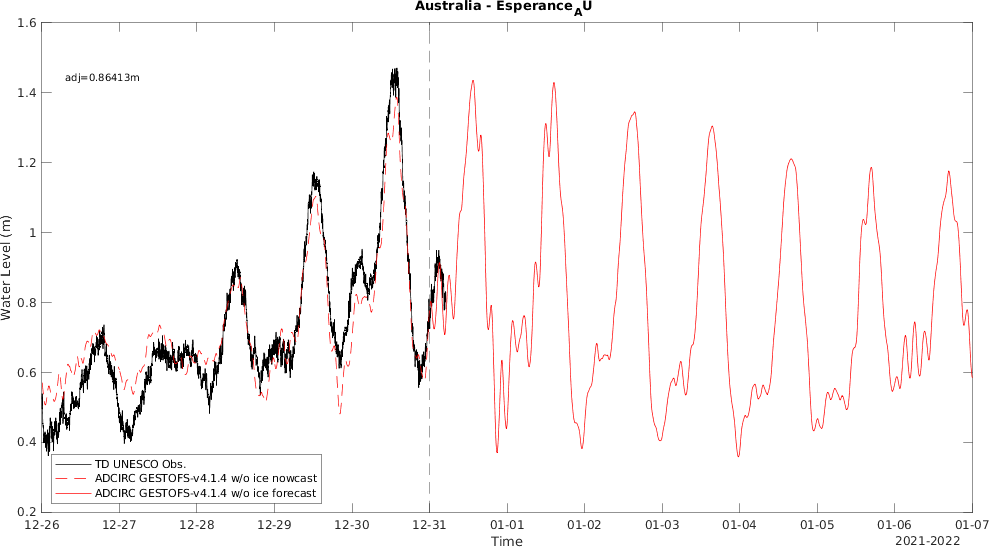 Australia - Esperance_AU
1.6
adj=0.86413m
1.4
1.2
1
0.8
0.6
0.4
0.2
Water Level (m)
TD UNESCO Obs.
ADCIRC GESTOFS-v4.1.4 w/o ice nowcast
ADCIRC GESTOFS-v4.1.4 w/o ice forecast
12-26 12-27 12-28 12-29 12-30 12-31 01-01 01-02 01-03 01-04 01-05 01-06 01-07
Time
2021-2022